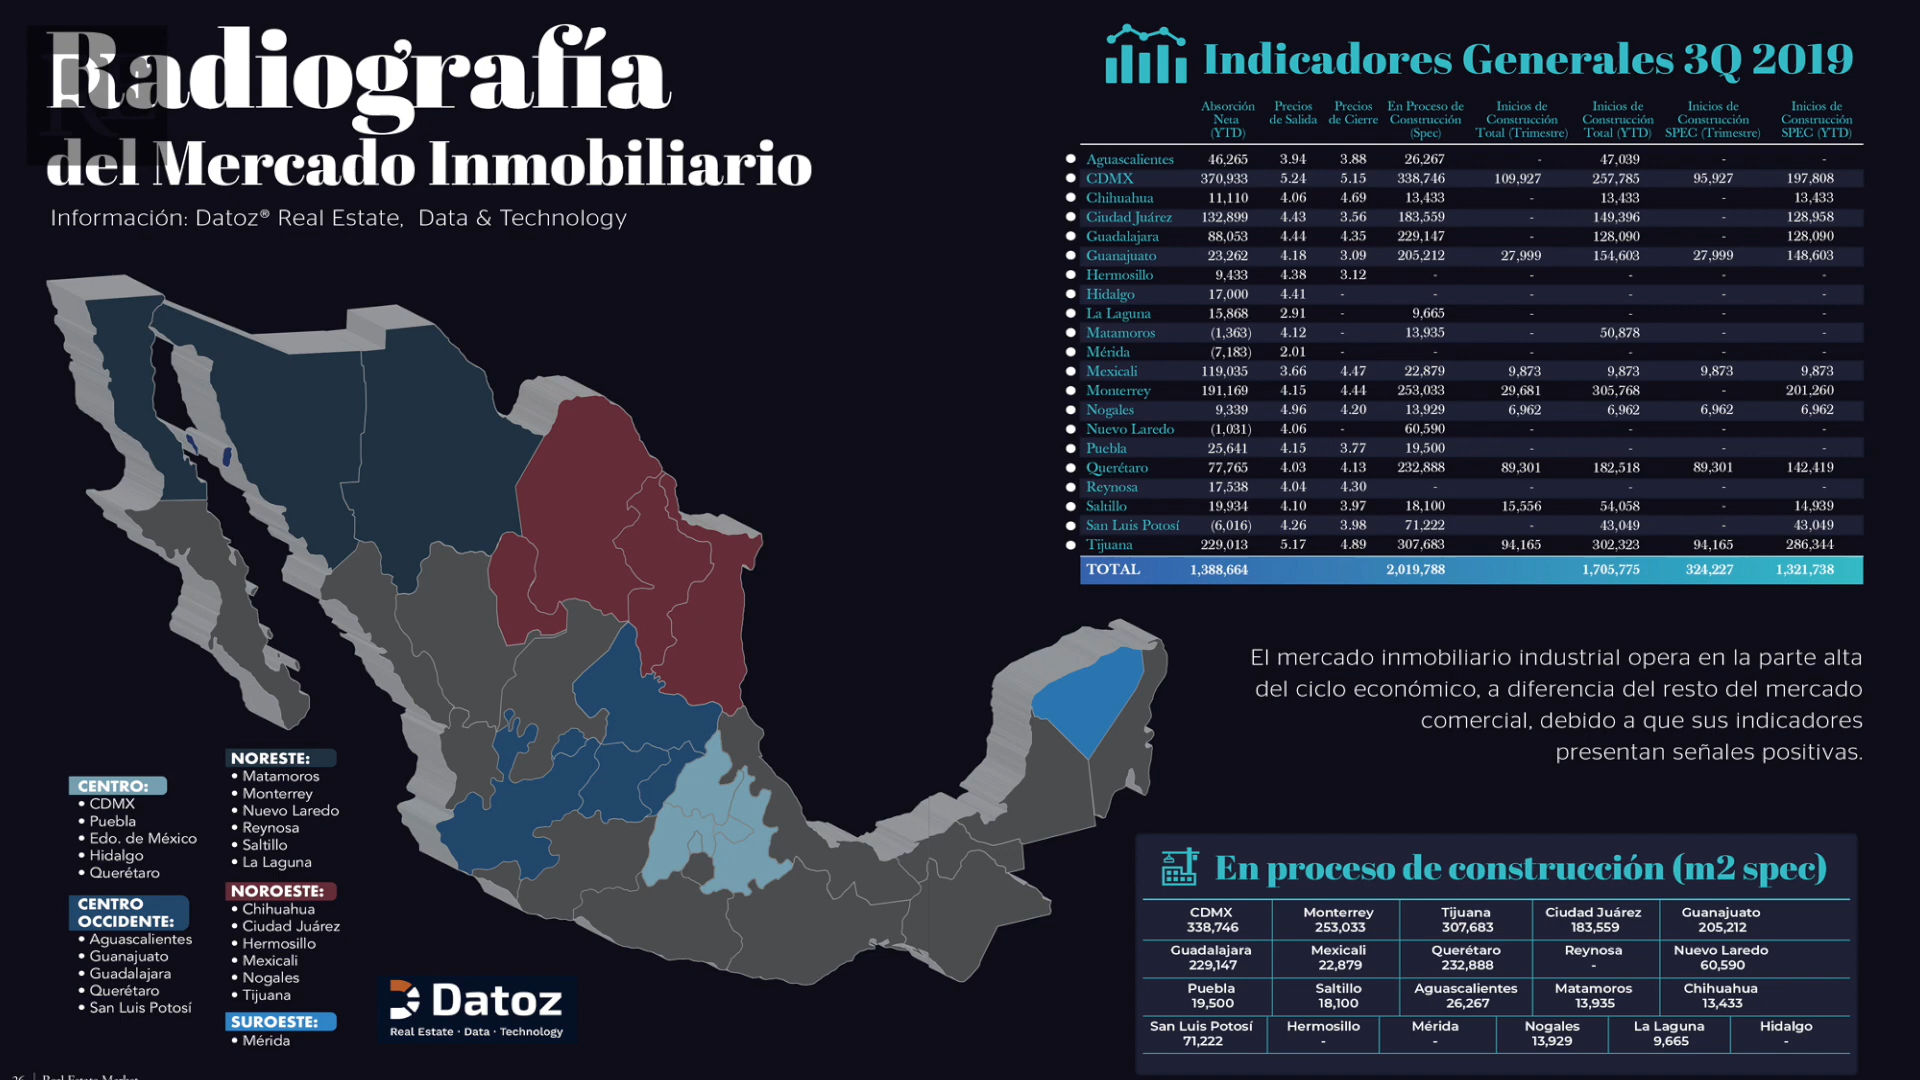 Radiografía
del Mercado Inmobiliario
Información: Datoz® Real Estate, Data & Technology
Indicadores Generales 3Q 2019
Absorción Neta (YTD) Precios de Salida Precios de Cierre En Proceso de Construcción (Spec) Inicios de Construcción Total (Trimestre) Inicios de Construcción Total (YTD) Inicios de Construcción SPEC (Trimestre) Inicios de Construcción SPEC (YTD)
Aguascalientes 46,265 3.94 3.88 26,267 - 47,039 - -
CDMX 370,933 5.24 5.15 338,746 109,927 257,785 95,927 197,808
Chihuahua 11,110 4.06 4.69 13,433 - 13,433 - 13,433
Ciudad Juárez 132,899 4.43 3.56 183,559 - 149,396 - 128,958
Guadalajara 88,053 4.44 4.35 229,147 - 128,090 - 128,090
Guanajuato 23,262 4.18 3.09 205,212 27,999 154,603 27,999 148,603
Hermosillo 9,433 4.38 3.12 - - - - -
Hidalgo 17,000 4.41 - - - - - -
La Laguna 15,868 2.91 - 9,665 - - - -
Matamoros (1,363) 4.12 - 13,935 - 50,878 - -
Mérida (7,183) 2.01 - - - - - -
Mexicali 119,035 3.66 4.47 22,879 9,873 9,873 9,873 9,873
Monterrey 191,169 4.15 4.44 253,033 29,681 305,768 - 201,260
Nogales 9,339 4.96 4.20 13,929 6,962 6,962 6,962 6,962
Nuevo Laredo (1,031) 4.06 - 60,590 - - - -
Puebla 25,641 4.15 3.77 19,500 - - - -
Querétaro 77,765 4.03 4.13 232,888 89,301 182,518 89,301 142,419
Reynosa 17,538 4.04 4.30 - - - - -
Saltillo 19,934 4.10 3.97 18,100 15,556 54,058 - 14,939
San Luis Potosí (6,016) 4.26 3.98 71,222 - 43,049 - 43,049
Tijuana 229,013 5.17 4.89 307,683 94,165 302,323 94,165 286,344
TOTAL 1,388,664 2,019,788 1,705,775 324,227 1,321,738
El mercado inmobiliario industrial opera en la parte alta
del ciclo económico, a diferencia del resto del mercado
comercial, debido a que sus indicadores
presentan señales positivas.
CENTRO:
• CDMX
• Puebla
• Edo. de México
• Hidalgo
• Querétaro
CENTRO
OCCIDENTE:
• Aguascalientes
• Guanajuato
• Guadalajara
• Querétaro
• San Luis Potosí
NORESTE:
• Matamoros
• Monterrey
• Nuevo Laredo
• Reynosa
• Saltillo
• La Laguna
NOROESTE:
• Chihuahua
• Ciudad Juárez
• Hermosillo
• Mexicali
• Nogales
• Tijuana
SUROESTE:
• Mérida
Datoz
Real Estate · Data · Technology
En proceso de construcción (m2 spec)
CDMX Monterrey Tijuana Ciudad Juárez Guanajuato
338,746 253,033 307,683 183,559 205,212
Guadalajara Mexicali Querétaro Reynosa Nuevo Laredo
229,147 22,879 232,888 - 60,590
Puebla Saltillo Aguascalientes Matamoros Chihuahua
19,500 18,100 26,267 13,935 13,433
San Luis Potosí Hermosillo Mérida Nogales La Laguna Hidalgo
71,222 - - 13,929 9,665 -
26 | Real Estate Market